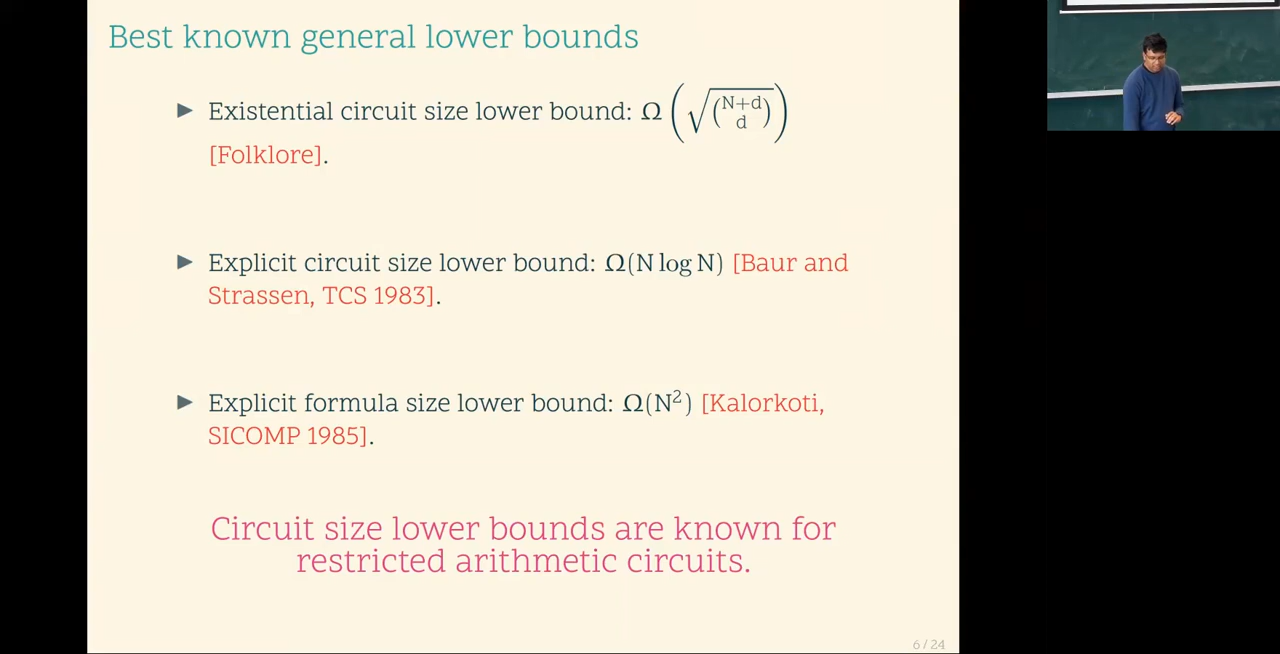 Best known general lower bounds
▶ Existential circuit size lower bound: Ω(√(N+d d))
[Folklore].
▶ Explicit circuit size lower bound: Ω(N log N) [Baur and
Strassen, TCS 1983].
▶ Explicit formula size lower bound: Ω(N²) [Kalorkoti,
SICOMP 1985].
Circuit size lower bounds are known for
restricted arithmetic circuits.
6 / 24